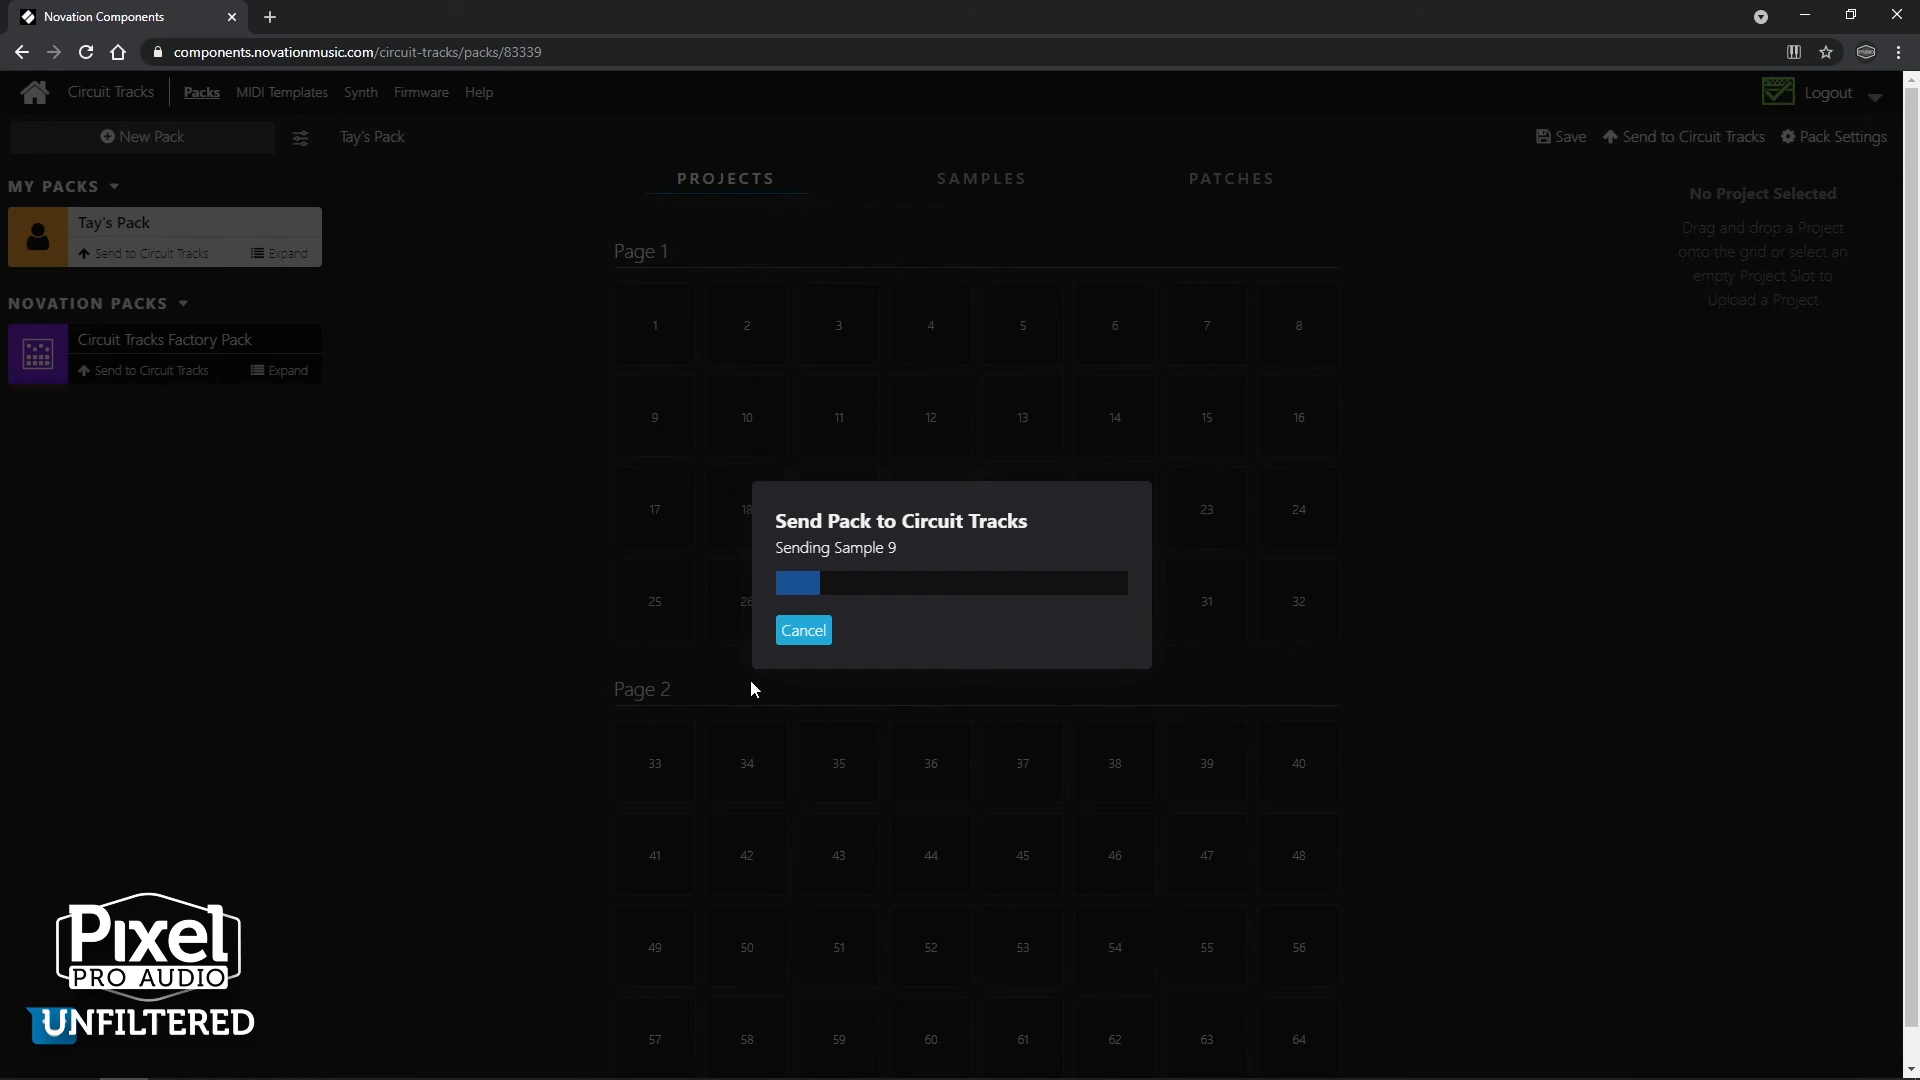 Novation Components
components.novationmusic.com/circuit-tracks/packs/83339
Circuit Tracks Packs MIDI Templates Synth Firmware Help Logout
New Pack Tay's Pack Save Send to Circuit Tracks Pack Settings
MY PACKS
Tay's Pack
Send to Circuit Tracks Expand
NOVATION PACKS
Circuit Tracks Factory Pack
Send to Circuit Tracks Expand
PROJECTS SAMPLES PATCHES
Page 1
1 2 3 4 5 6 7 8
9 10 11 12 13 14 15 16
17 18 23 24
25 26 31 32
Send Pack to Circuit Tracks
Sending Sample 9
Cancel
Page 2
33 34 35 36 37 38 39 40
41 42 43 44 45 46 47 48
49 50 51 52 53 54 55 56
57 58 59 60 61 62 63 64
No Project Selected
Drag and drop a Project
onto the grid or select an
empty Project Slot to
Upload a Project
Pixel
PRO AUDIO
UNFILTERED